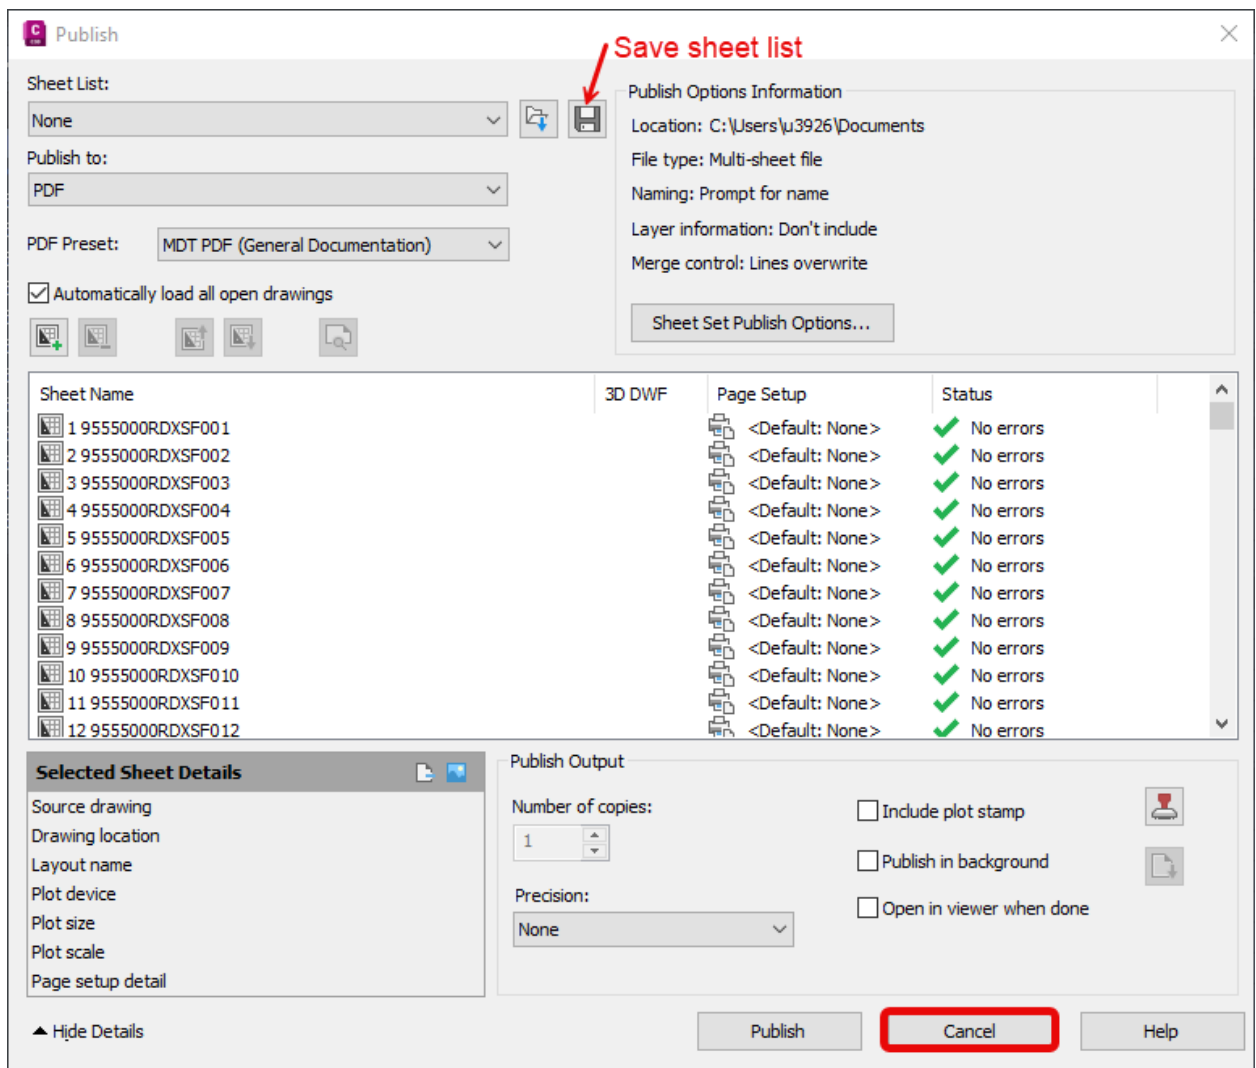 Publish
Save sheet list
Sheet List:
None
Publish to:
PDF
PDF Preset: MDT PDF (General Documentation)
Automatically load all open drawings
Publish Options Information
Location: C:\Users\u3926\Documents
File type: Multi-sheet file
Naming: Prompt for name
Layer information: Don't include
Merge control: Lines overwrite
Sheet Set Publish Options...
Sheet Name 3D DWF Page Setup Status
1 9555000RDXSF001 <Default: None> No errors
2 9555000RDXSF002 <Default: None> No errors
3 9555000RDXSF003 <Default: None> No errors
4 9555000RDXSF004 <Default: None> No errors
5 9555000RDXSF005 <Default: None> No errors
6 9555000RDXSF006 <Default: None> No errors
7 9555000RDXSF007 <Default: None> No errors
8 9555000RDXSF008 <Default: None> No errors
9 9555000RDXSF009 <Default: None> No errors
10 9555000RDXSF010 <Default: None> No errors
11 9555000RDXSF011 <Default: None> No errors
12 9555000RDXSF012 <Default: None> No errors
Selected Sheet Details
Source drawing
Drawing location
Layout name
Plot device
Plot size
Plot scale
Page setup detail
Publish Output
Number of copies:
1
Precision:
None
Include plot stamp
Publish in background
Open in viewer when done
Hide Details
Publish Cancel Help